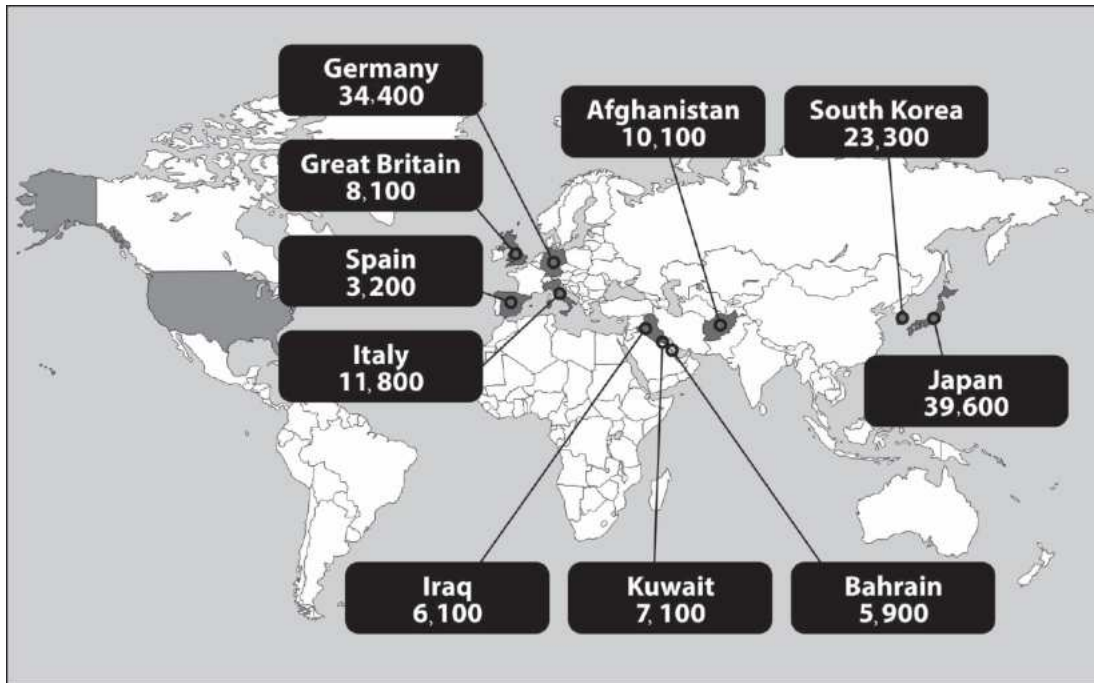 Germany
34,400
Afghanistan
10,100
South Korea
23,300
Great Britain
8,100
Spain
3,200
Italy
11,800
Japan
39,600
Iraq
6,100
Kuwait
7,100
Bahrain
5,900